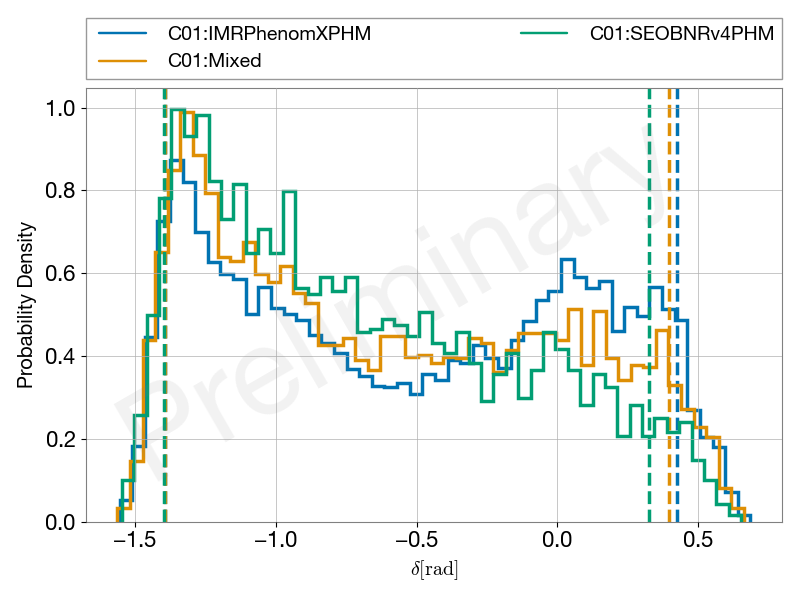 C01:IMRPhenomXPHM
C01:Mixed
C01:SEOBNRv4PHM
Preliminary
Probability Density
1.0
0.8
0.6
0.4
0.2
0.0
−1.5
−1.0
−0.5
0.0
0.5
δ[rad]